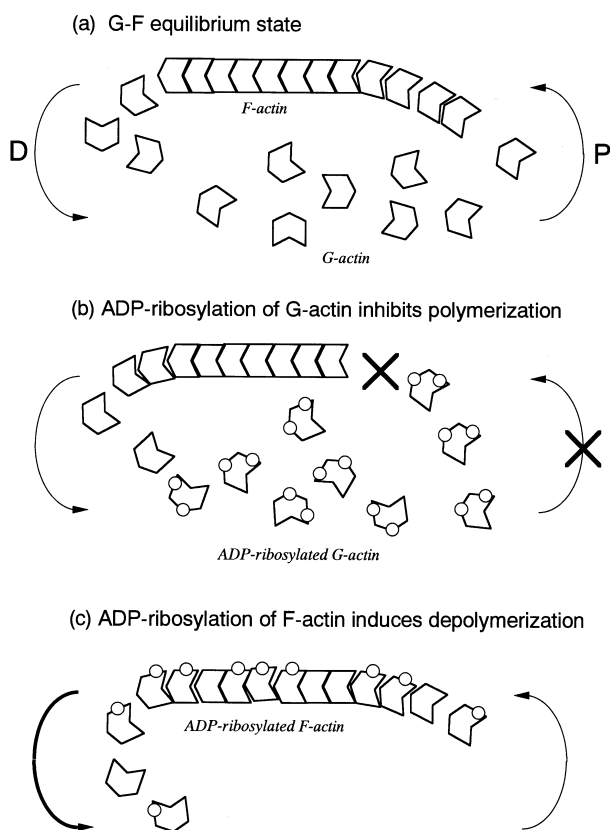 (a) G-F equilibrium state
F-actin
D
P
G-actin
(b) ADP-ribosylation of G-actin inhibits polymerization
ADP-ribosylated G-actin
(c) ADP-ribosylation of F-actin induces depolymerization
ADP-ribosylated F-actin